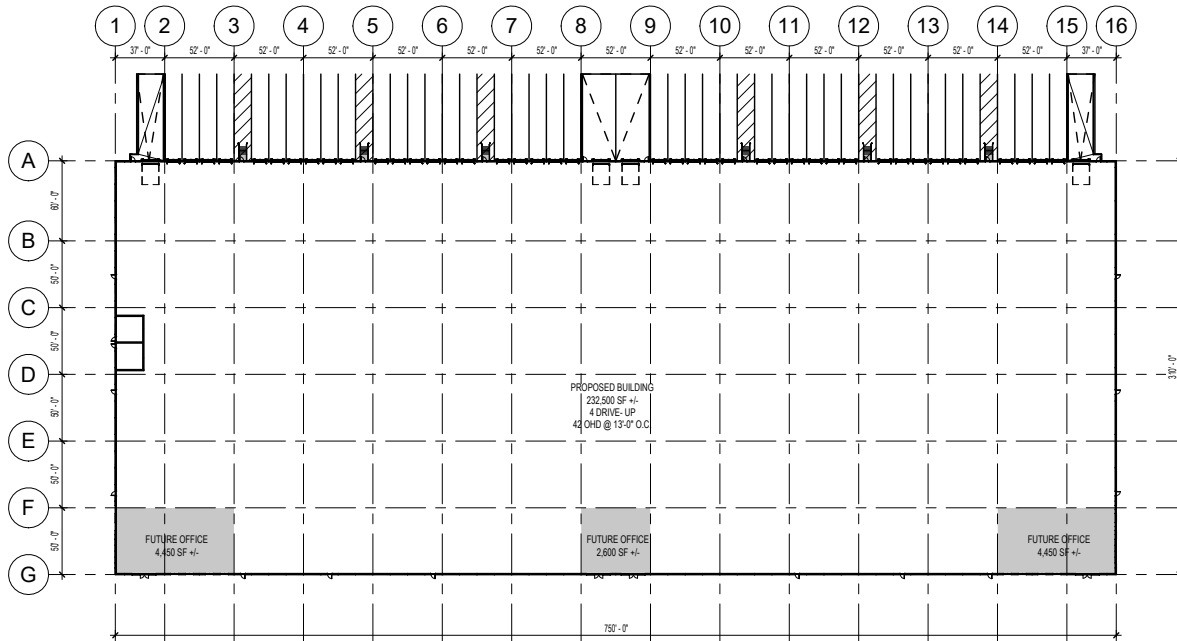 1 2 3 4 5 6 7 8 9 10 11 12 13 14 15 16
37' - 0" 52' - 0" 52' - 0" 52' - 0" 52' - 0" 52' - 0" 52' - 0" 52' - 0" 52' - 0" 52' - 0" 52' - 0" 52' - 0" 52' - 0" 52' - 0" 37' - 0"
A
60' - 0"
B
50' - 0"
C
50' - 0"
D
50' - 0"
E
50' - 0"
F
50' - 0"
G
310' - 0"
PROPOSED BUILDING
232,500 SF +/-
4 DRIVE- UP
42 OHD @ 13'-0" O.C.
FUTURE OFFICE
4,450 SF +/-
FUTURE OFFICE
2,600 SF +/-
FUTURE OFFICE
4,450 SF +/-
750' - 0"